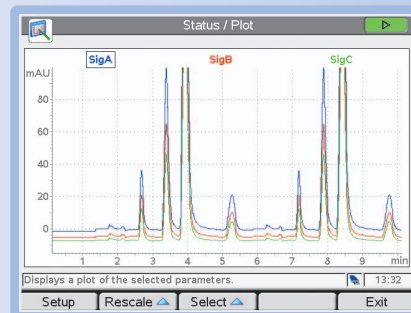 Status / Plot
SigA SigB SigC
mAU
80
60
40
20
0
1 2 3 4 5 6 7 8 9 min
Displays a plot of the selected parameters. 13:32
Setup Rescale Select Exit